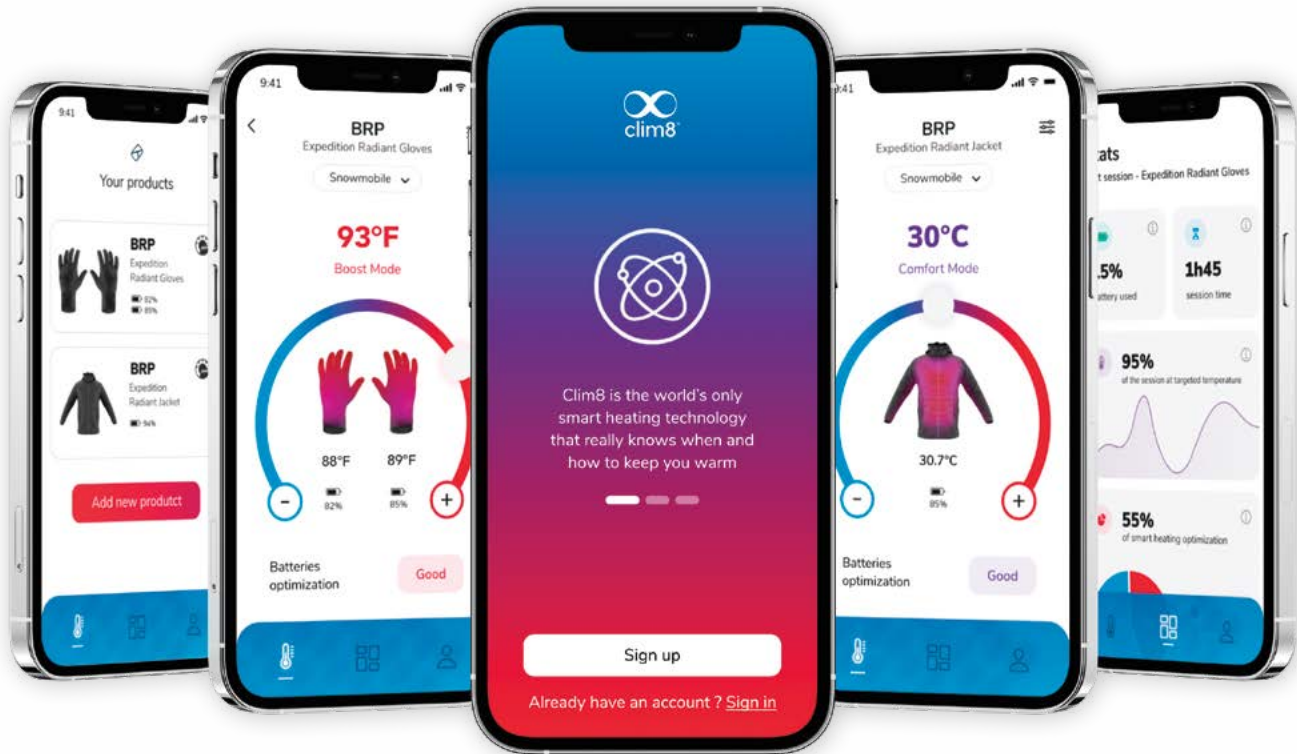 9:41
Your products
BRP
Expedition
Radiant Gloves
82%
85%
BRP
Expedition
Radiant Jacket
94%
Add new produtct
9:41
BRP
Expedition Radiant Gloves
Snowmobile
93°F
Boost Mode
88°F 89°F
82% 85%
- +
Batteries
optimization
Good
clim8
Clim8 is the world's only
smart heating technology
that really knows when and
how to keep you warm
Sign up
Already have an account ? Sign in
:41
BRP
Expedition Radiant Jacket
Snowmobile
30°C
Comfort Mode
30.7°C
85%
- +
Batteries
optimization
Good
session - Expedition Radiant Gloves
5% 1h45
used session time
95%
of the session at targeted temperature
55%
of smart heating optimization